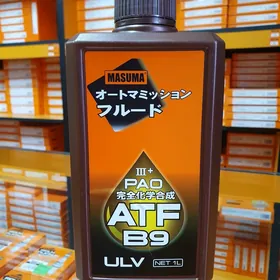 MASUMA
オートマミッション
フルード
III+
PAO
完全化学合成
ATF
B9
ULV
NET 1L